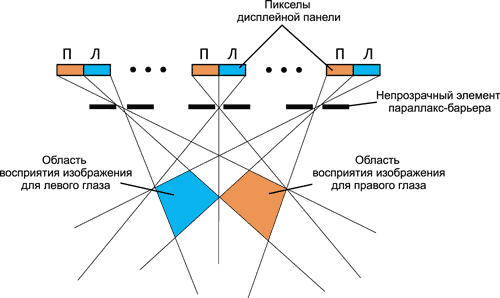 Пикселы
дисплейной панели
П Л П Л П Л
Непрозрачный элемент
параллакс-барьера
Область
восприятия изображения
для левого глаза
Область
восприятия изображения
для правого глаза